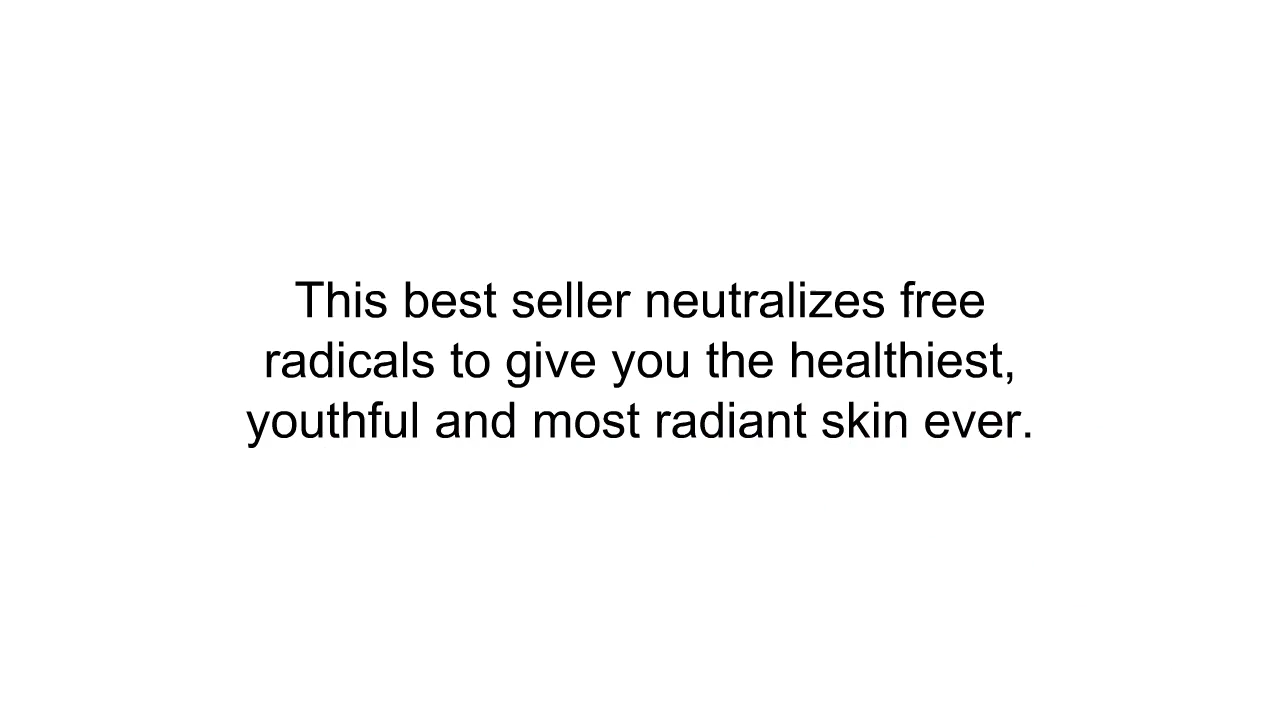 This best seller neutralizes free
radicals to give you the healthiest,
youthful and most radiant skin ever.